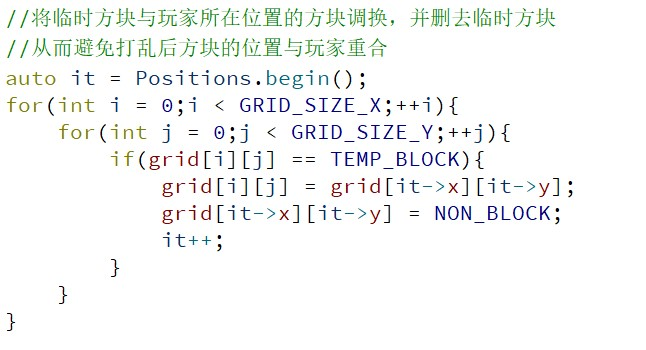 //将临时方块与玩家所在位置的方块调换，并删去临时方块
//从而避免打乱后方块的位置与玩家重合
auto it = Positions.begin();
for(int i = 0;i < GRID_SIZE_X;++i){
    for(int j = 0;j < GRID_SIZE_Y;++j){
        if(grid[i][j] == TEMP_BLOCK){
            grid[i][j] = grid[it->x][it->y];
            grid[it->x][it->y] = NON_BLOCK;
            it++;
        }
    }
}